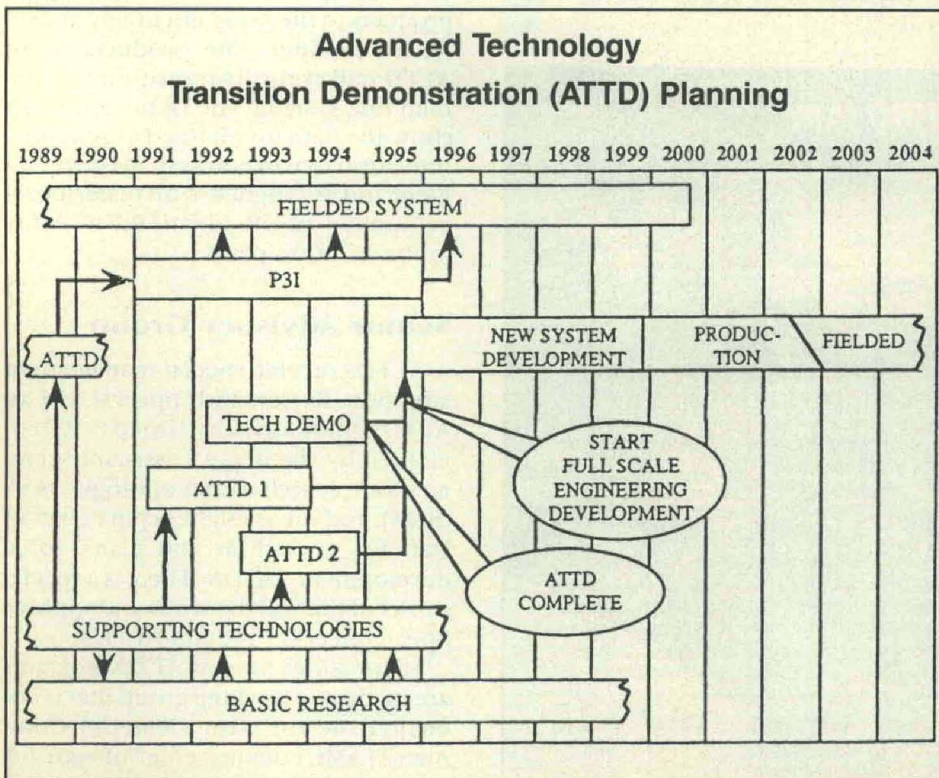 Advanced Technology
Transition Demonstration (ATTD) Planning
1989 1990 1991 1992 1993 1994 1995 1996 1997 1998 1999 2000 2001 2002 2003 2004
FIELDED SYSTEM
P3I
ATTD
NEW SYSTEM
DEVELOPMENT
PRODUC-
TION
FIELDED
TECH DEMO
START
FULL SCALE
ENGINEERING
DEVELOPMENT
ATTD 1
ATTD 2
ATTD
COMPLETE
SUPPORTING TECHNOLOGIES
BASIC RESEARCH